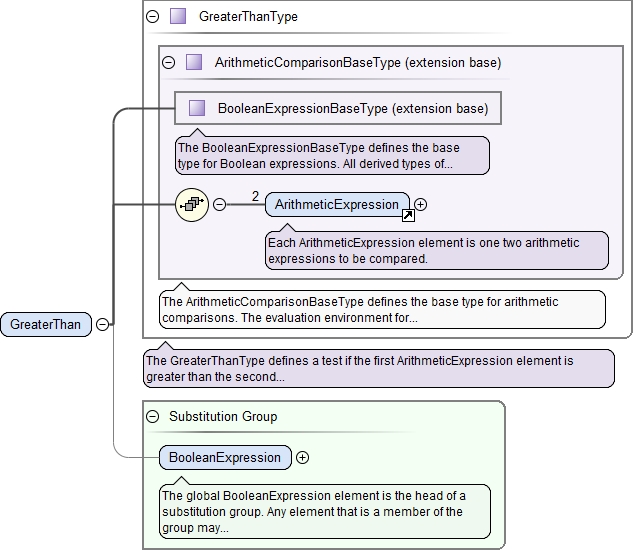 GreaterThanType
ArithmeticComparisonBaseType (extension base)
BooleanExpressionBaseType (extension base)
The BooleanExpressionBaseType defines the base
type for Boolean expressions. All derived types of...
2
ArithmeticExpression
Each ArithmeticExpression element is one two arithmetic
expressions to be compared.
The ArithmeticComparisonBaseType defines the base type for arithmetic
comparisons. The evaluation environment for...
GreaterThan
The GreaterThanType defines a test if the first ArithmeticExpression element is
greater than the second...
Substitution Group
BooleanExpression
The global BooleanExpression element is the head of a
substitution group. Any element that is a member of the
group may...